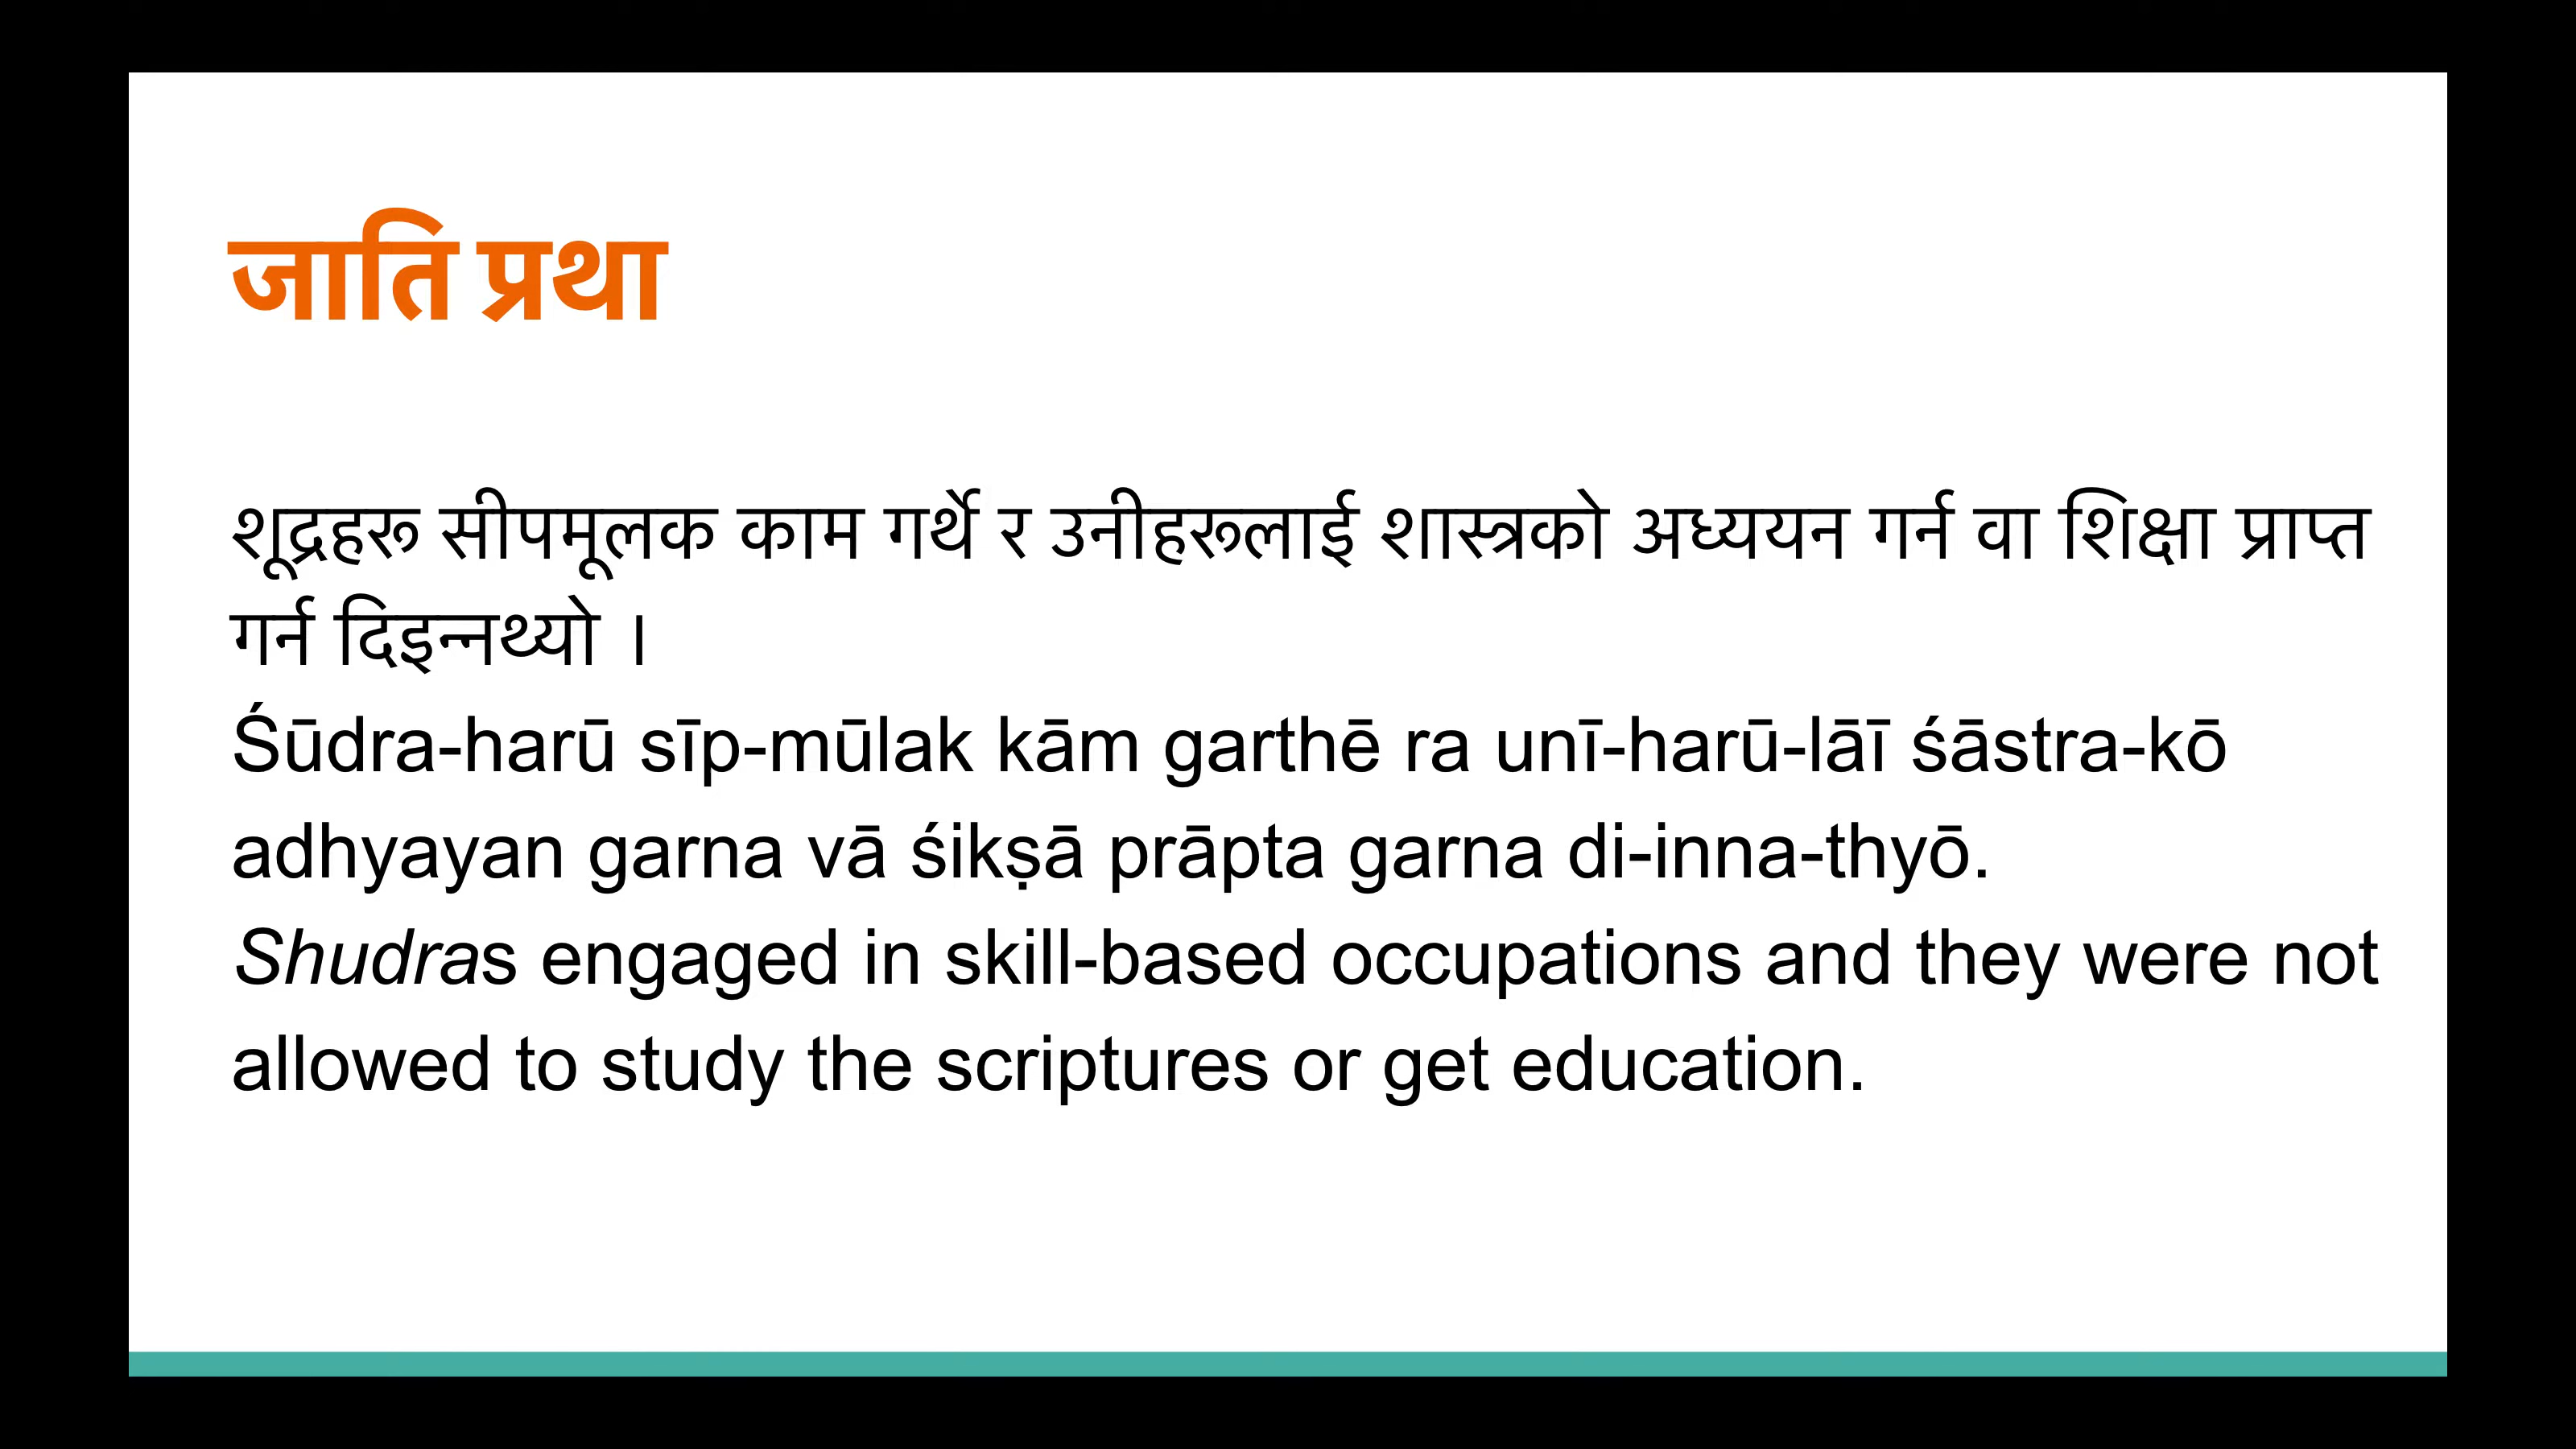 जाति प्रथा
शूद्रहरू सीपमूलक काम गर्थे र उनीहरूलाई शास्त्रको अध्ययन गर्न वा शिक्षा प्राप्त
गर्न दिइन्नथ्यो ।
Śūdra-harū sīp-mūlak kām garthē ra unī-harū-lāī śāstra-kō
adhyayan garna vā śikṣā prāpta garna di-inna-thyō.
Shudras engaged in skill-based occupations and they were not
allowed to study the scriptures or get education.